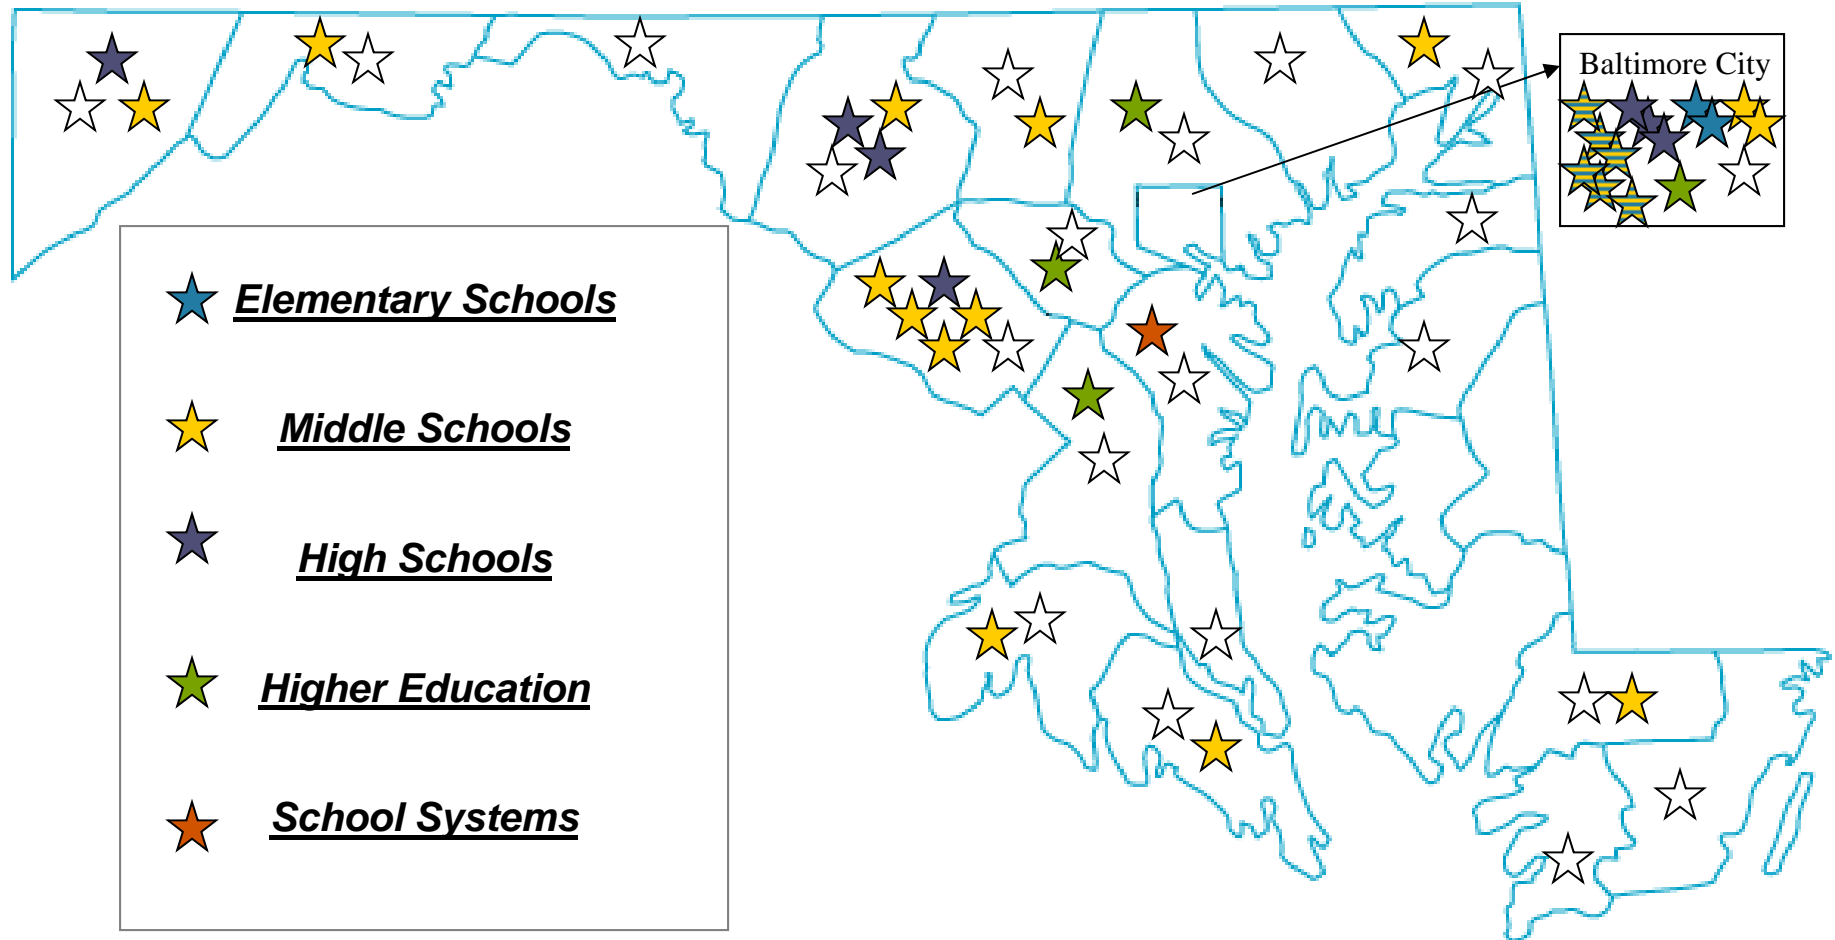 Baltimore City
Elementary Schools
Middle Schools
High Schools
Higher Education
School Systems